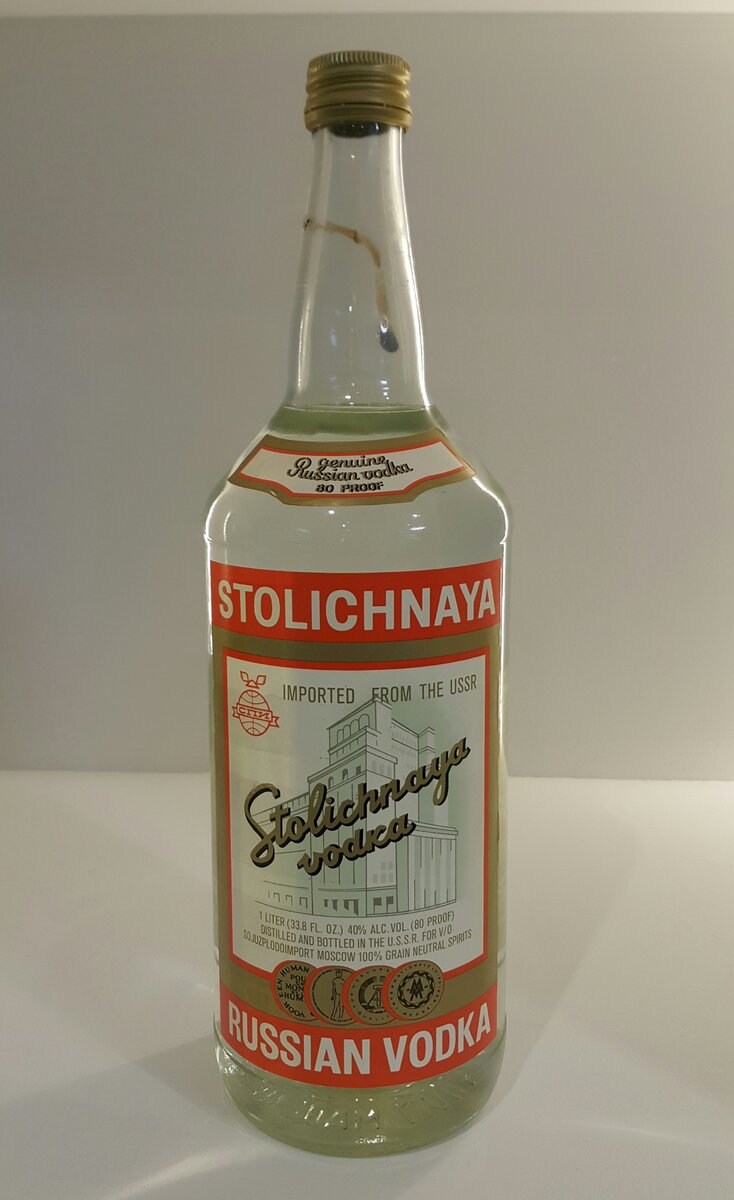 A genuine
Russian vodka
80 PROOF
STOLICHNAYA
СПИ
IMPORTED FROM THE USSR
Stolichnaya
vodka
1 LITER (33.8 FL. OZ.) 40% ALC. VOL. (80 PROOF)
DISTILLED AND BOTTLED IN THE U.S.S.R. FOR V/O
SOJUZPLODOIMPORT MOSCOW 100% GRAIN NEUTRAL SPIRITS
RUSSIAN VODKA